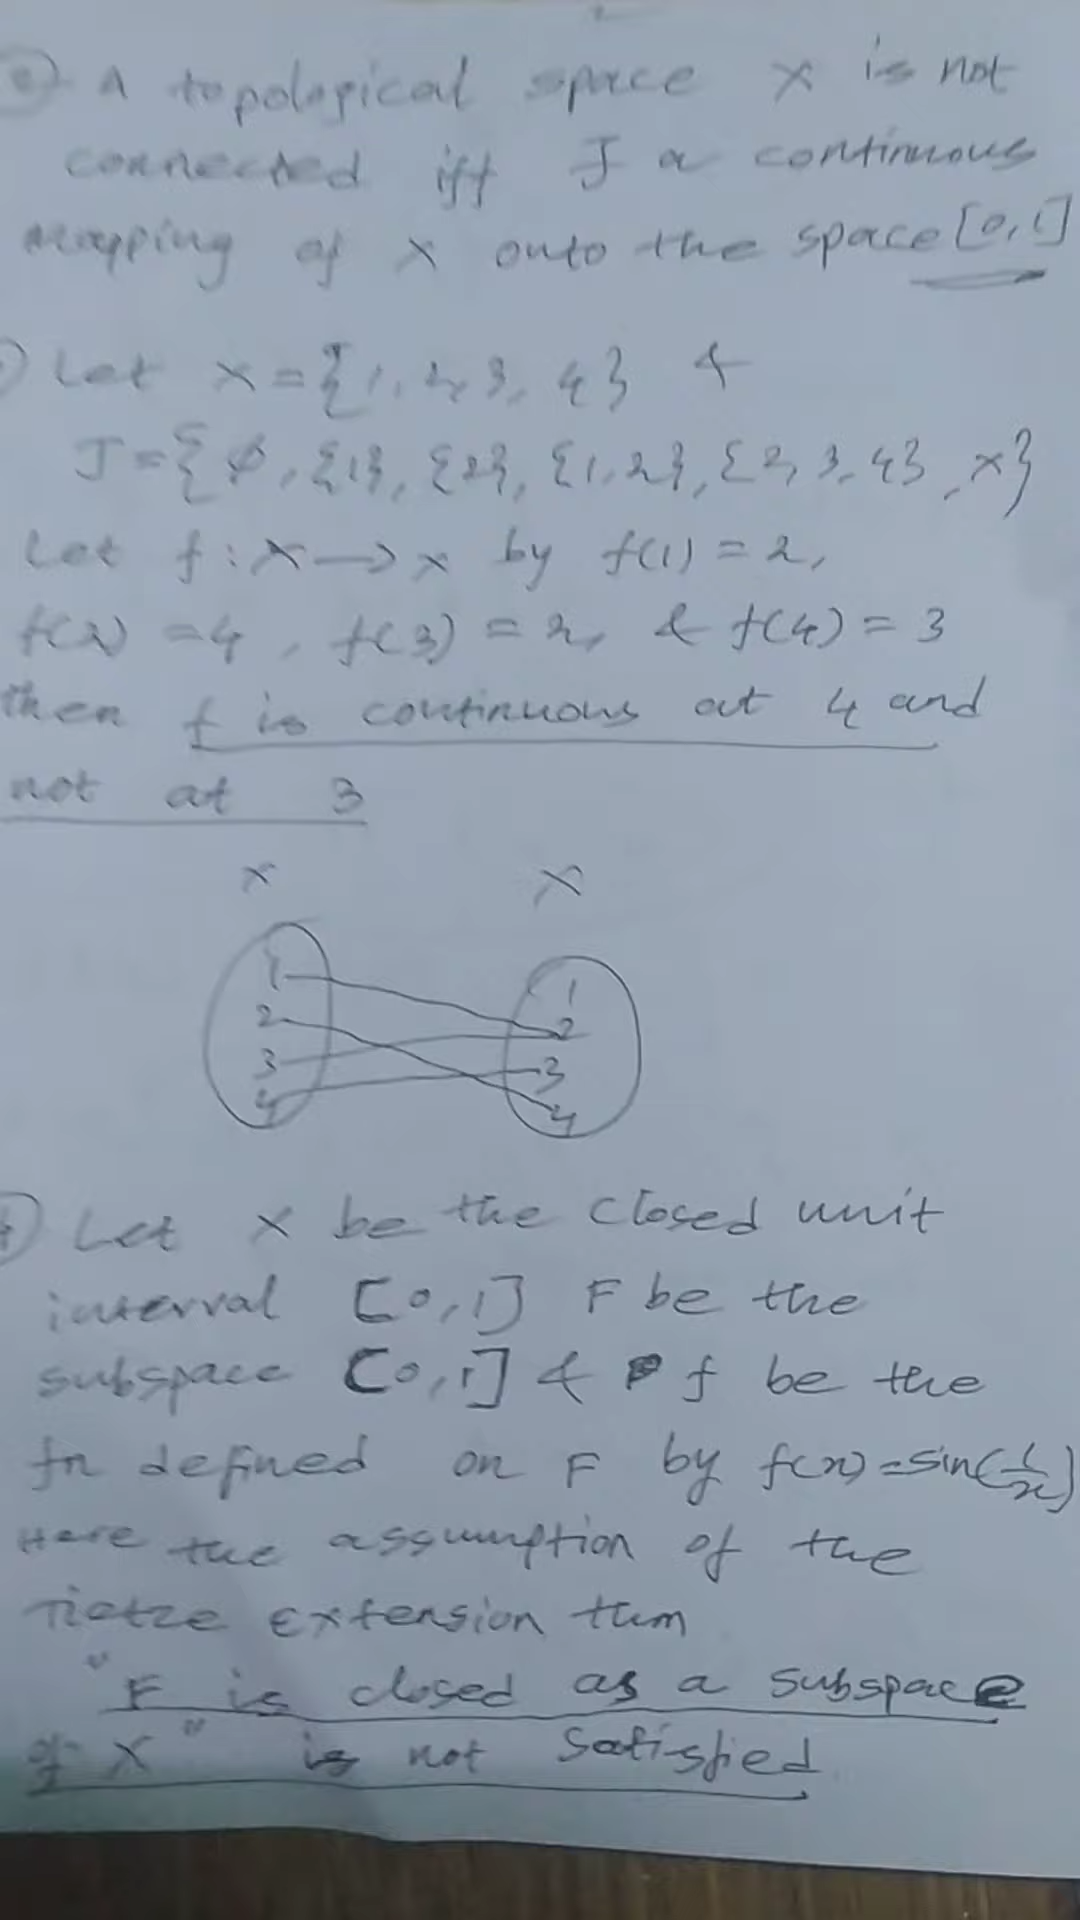 A topological space X is not
connected iff ∃ a continuous
mapping of X onto the space [0,1]
Let X = {1, 2, 3, 4} &
J = {φ, {1}, {2}, {1,2}, {2,3,4}, X}
Let f : X → X by f(1) = 2,
f(2) = 4, f(3) = 2, & f(4) = 3
then f is continuous at 4 and
not at 3
X X
1 1
2 2
3 3
4 4
Let X be the closed unit
interval [0,1] F be the
subspace [0,1] & f be the
fn defined on F by f(x) = sin(1/x)
Here the assumption of the
Tietze Extension thm
"F is closed as a subspace
of X" is not satisfied